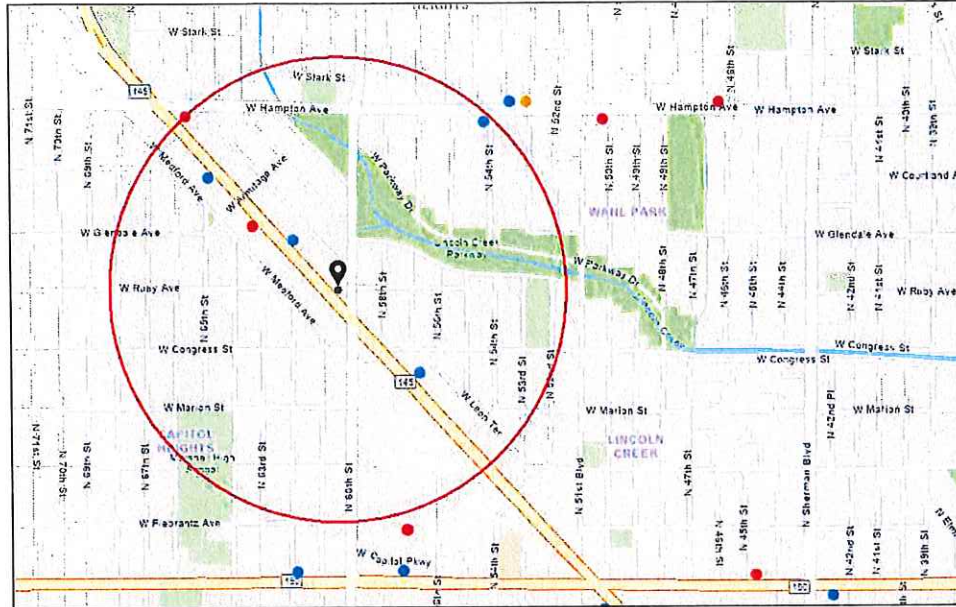 W Stark St
W Stark St
W Stark St
N 46th St
145
W Hampton Ave
W Hampton Ave
W Hampton Ave
N 52nd St
N 71st St
N 70th St
N 69th St
W Medford Ave
W Armitage Ave
W Parkway Dr
N 54th St
N 50th St
N 49th St
N 48th St
N 41st St
N 40th St
N 39th St
W Courtland A
WAHL PARK
W Glendale Ave
W Glendale Ave
Lincoln Creek
Parkway
W Parkway Dr
W Ruby Ave
W Medford Ave
N 58th St
N 56th St
N 48th St
N 47th St
N 46th St
N 45th St
N 44th St
N 42nd St
N 41st St
W Ruby Ave
N 65th St
N 54th St
Lincoln Creek
W Congress St
W Congress St
W Congress St
N 53rd St
145
W Marion St
W Leon Ter
W Marion St
W Marion St
N 42nd Pl
CAPITOL
HEIGHTS
LINCOLN
CREEK
N 71st St
N 70th St
N 69th St
N 67th St
N 63rd St
N 60th St
N 51st Blvd
N 47th St
N Sherman Blvd
W Fiebrantz Ave
W Capitol Pkwy
N 54th St
N 45th St
N 42nd St
N 41st St
N 39th St
190